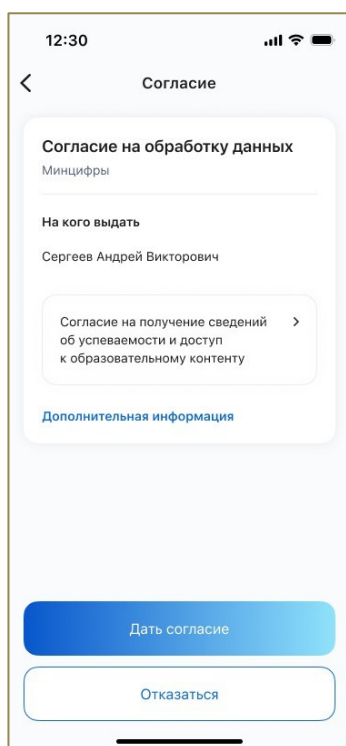 12:30
Согласие
Согласие на обработку данных
Минцифры
На кого выдать
Сергеев Андрей Викторович
Согласие на получение сведений
об успеваемости и доступ
к образовательному контенту
Дополнительная информация
Дать согласие
Отказаться